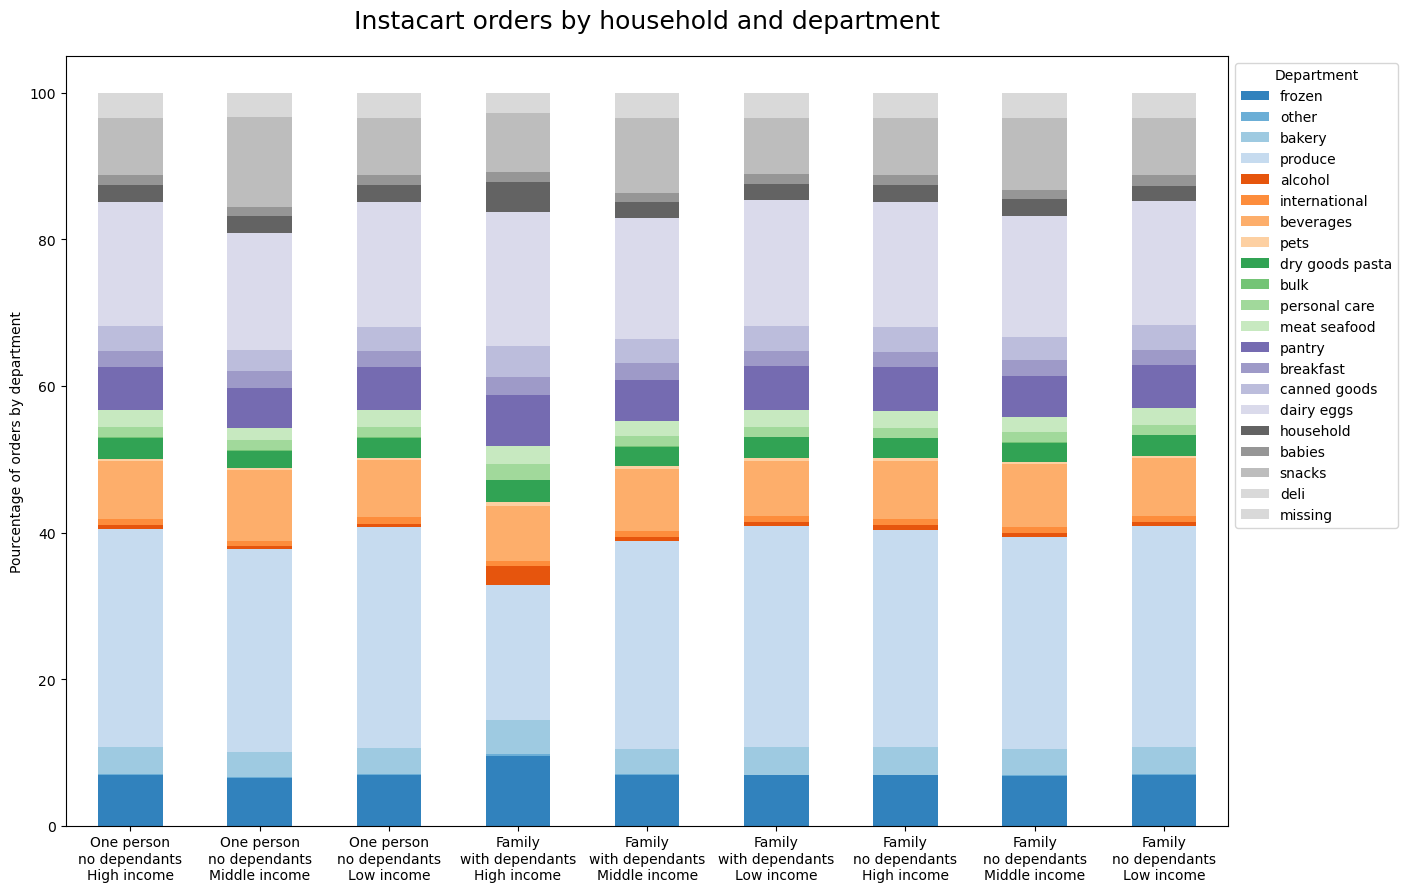 Instacart orders by household and department
Pourcentage of orders by department
100
80
60
40
20
0
One person
no dependants
High income
One person
no dependants
Middle income
One person
no dependants
Low income
Family
with dependants
High income
Family
with dependants
Middle income
Family
with dependants
Low income
Family
no dependants
High income
Family
no dependants
Middle income
Family
no dependants
Low income
Department
frozen
other
bakery
produce
alcohol
international
beverages
pets
dry goods pasta
bulk
personal care
meat seafood
pantry
breakfast
canned goods
dairy eggs
household
babies
snacks
deli
missing